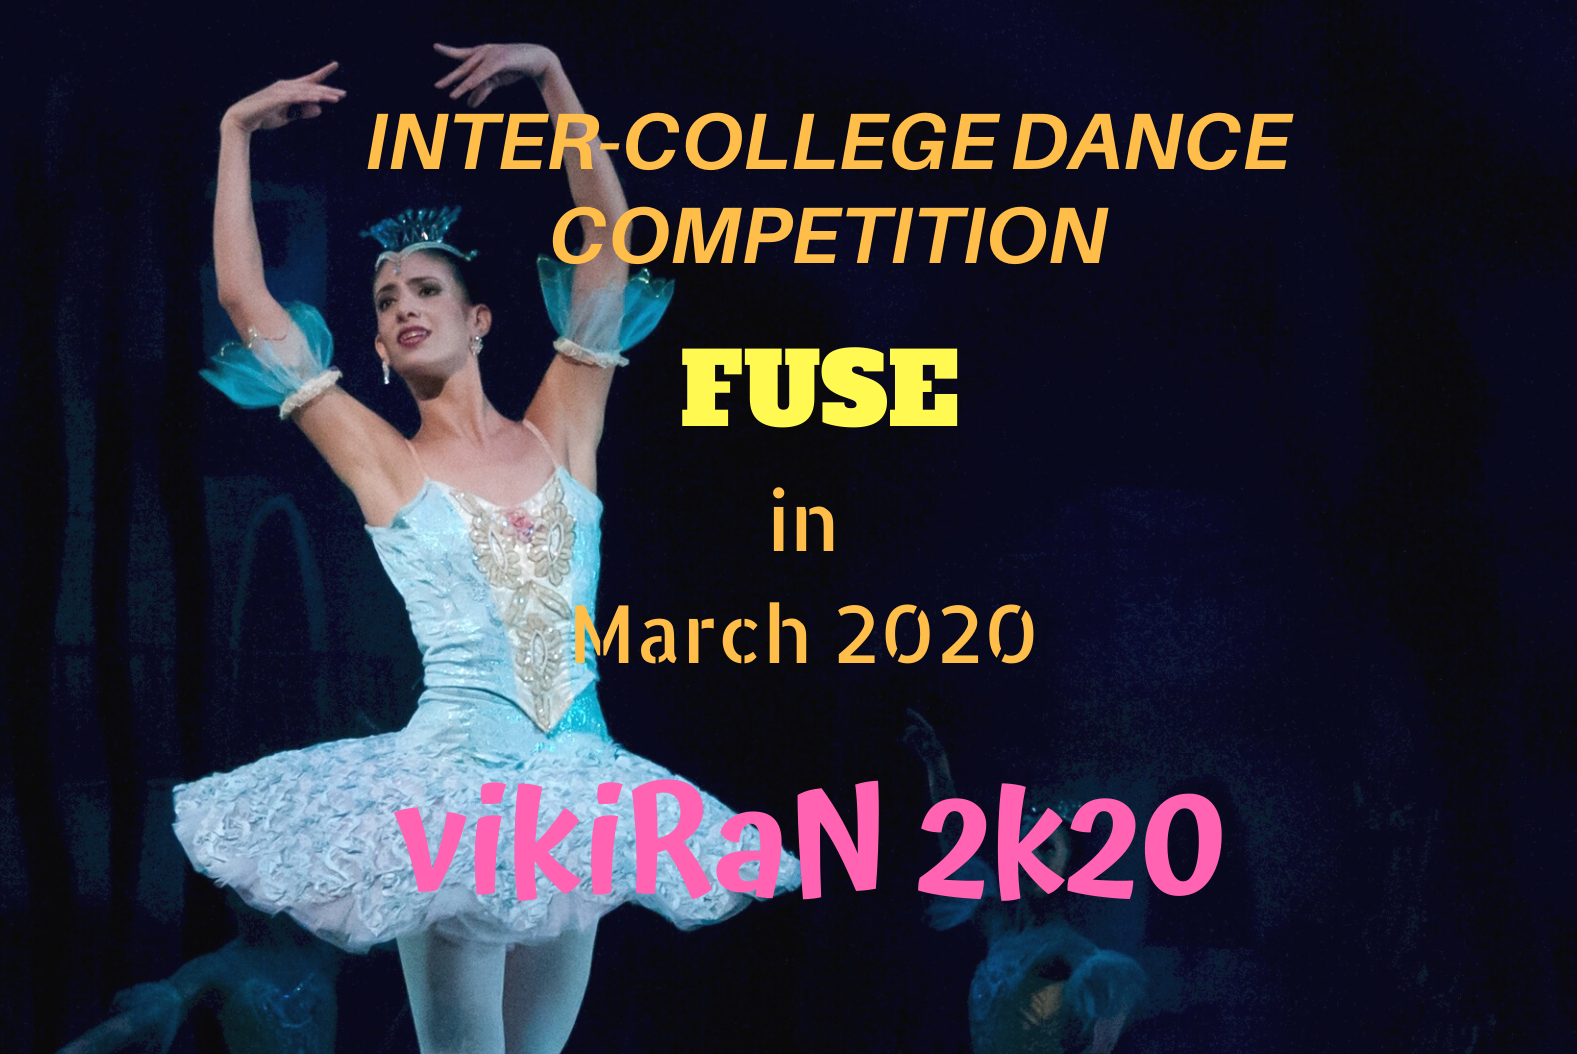 INTER-COLLEGE DANCE
COMPETITION
FUSE
in
March 2020
vikiRaN 2k20